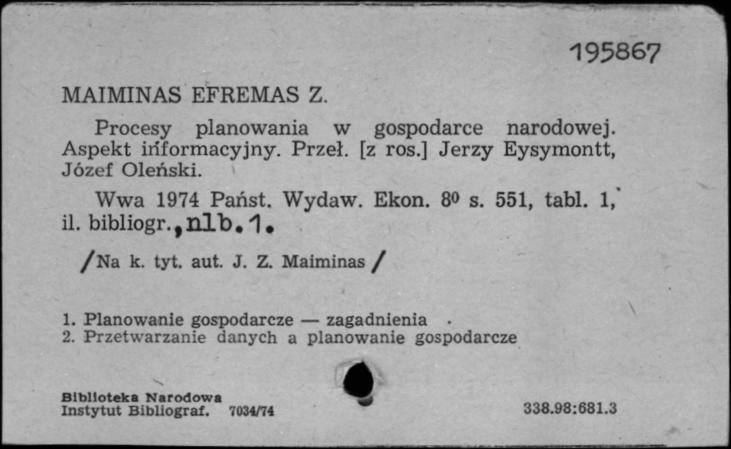 195867
MAIMINAS EFREMAS Z.
Procesy planowania w gospodarce narodowej.
Aspekt informacyjny. Przeł. [z ros.] Jerzy Eysymontt,
Józef Oleński.
Wwa 1974 Państ. Wydaw. Ekon. 8⁰ s. 551, tabl. 1,
il. bibliogr., nlb. 1.
/Na k. tyt. aut. J. Z. Maiminas/
1. Planowanie gospodarcze — zagadnienia
2. Przetwarzanie danych a planowanie gospodarcze
Biblioteka Narodowa
Instytut Bibliograf. 7034/74 338.98:681.3